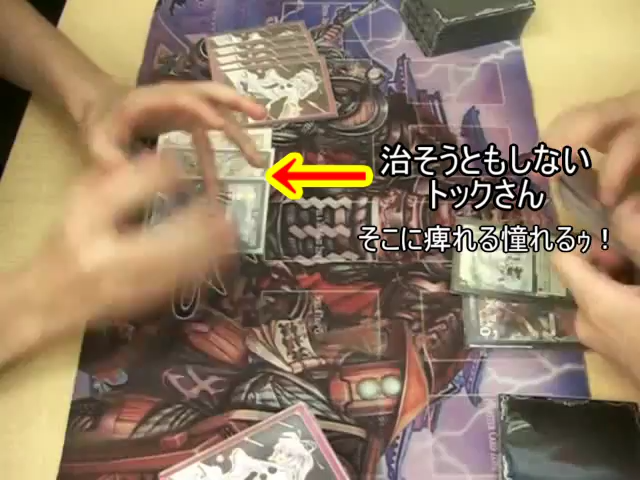 治そうともしない
トックさん
そこに痺れる憧れるゥ！